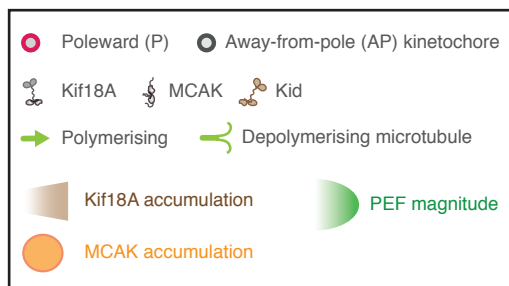 Poleward (P) Away-from-pole (AP) kinetochore
Kif18A MCAK Kid
Polymerising Depolymerising microtubule
Kif18A accumulation PEF magnitude
MCAK accumulation